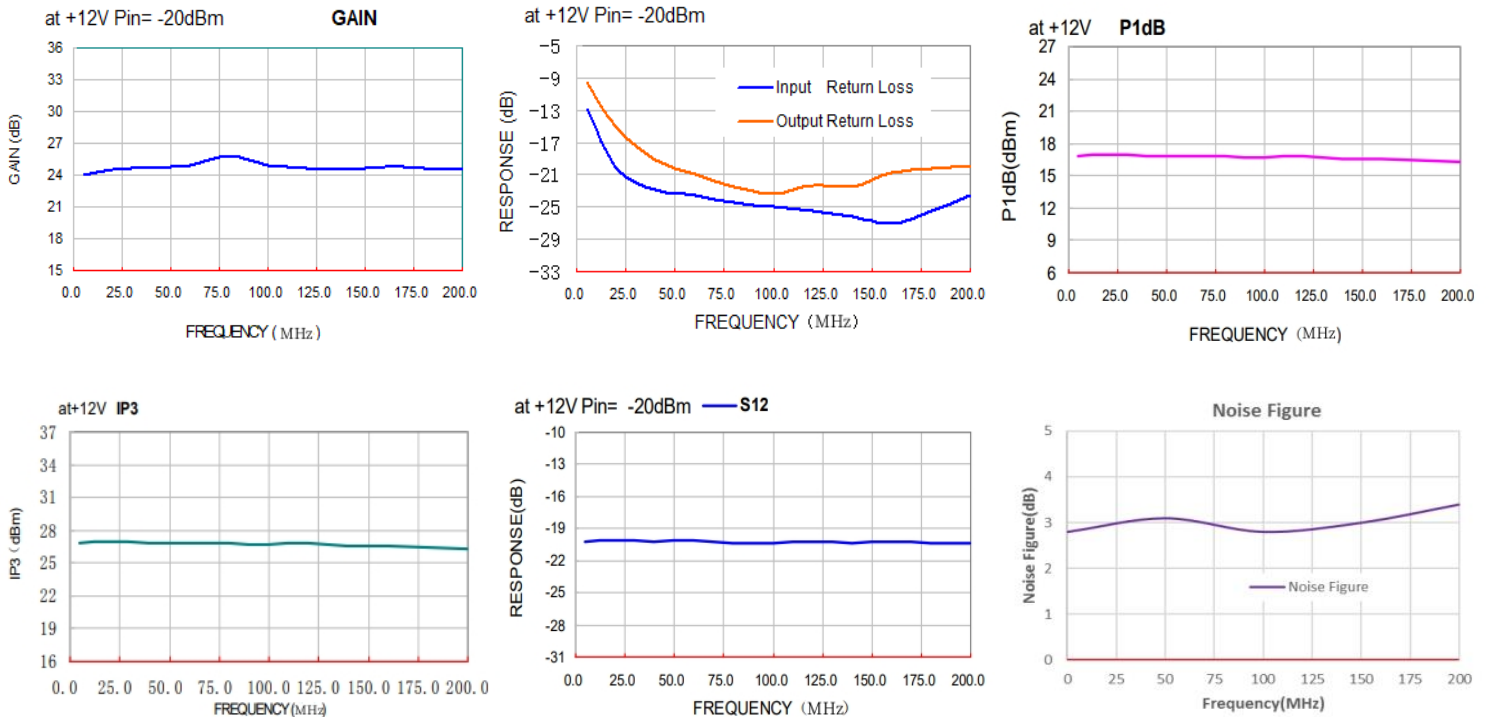 at +12V Pin= -20dBm GAIN
GAIN (dB)
36
33
30
27
24
21
18
15
0.0 25.0 50.0 75.0 100.0 125.0 150.0 175.0 200.0
FREQUENCY ( MHz )
at +12V Pin= -20dBm
RESPONSE (dB)
-5
-9
-13
-17
-21
-25
-29
-33
Input Return Loss
Output Return Loss
0.0 25.0 50.0 75.0 100.0 125.0 150.0 175.0 200.0
FREQUENCY (MHz)
at +12V P1dB
P1dB(dBm)
27
24
21
18
15
12
9
6
0.0 25.0 50.0 75.0 100.0 125.0 150.0 175.0 200.0
FREQUENCY (MHz)
at+12V IP3
IP3 (dBm)
37
34
31
28
25
22
19
16
0.0 25.0 50.0 75.0 100.0 125.0 150.0 175.0 200.0
FREQUENCY(MHz)
at +12V Pin= -20dBm S12
RESPONSE(dB)
-10
-13
-16
-19
-22
-25
-28
-31
0.0 25.0 50.0 75.0 100.0 125.0 150.0 175.0 200.0
FREQUENCY (MHz)
Noise Figure
Noise Figure(dB)
5
4
3
2
1
0
Noise Figure
0 25 50 75 100 125 150 175 200
Frequency(MHz)